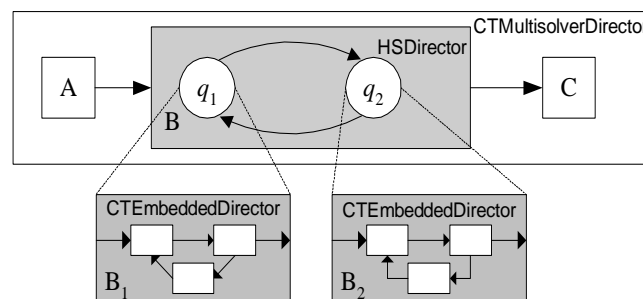 CTMultisolverDirector
HSDirector
A
q1
q2
C
B
CTEmbeddedDirector
CTEmbeddedDirector
B1
B2